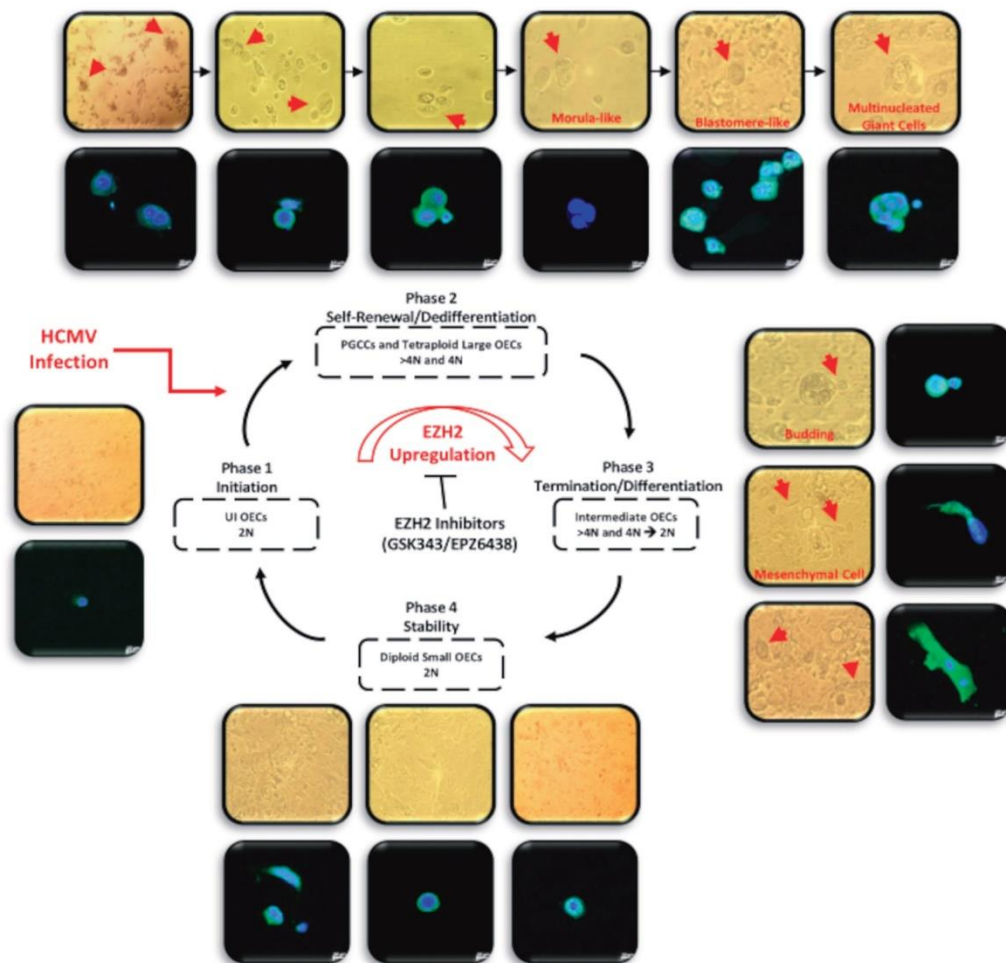 Morula-like
Blastomere-like
Multinucleated
Giant Cells
Phase 2
Self-Renewal/Dedifferentiation
PGCCs and Tetraploid Large OECs
>4N and 4N
HCMV
Infection
EZH2
Upregulation
Phase 1
Initiation
UI OECs
2N
EZH2 Inhibitors
(GSK343/EPZ6438)
Phase 3
Termination/Differentiation
Intermediate OECs
>4N and 4N → 2N
Budding
Mesenchymal Cell
Phase 4
Stability
Diploid Small OECs
2N